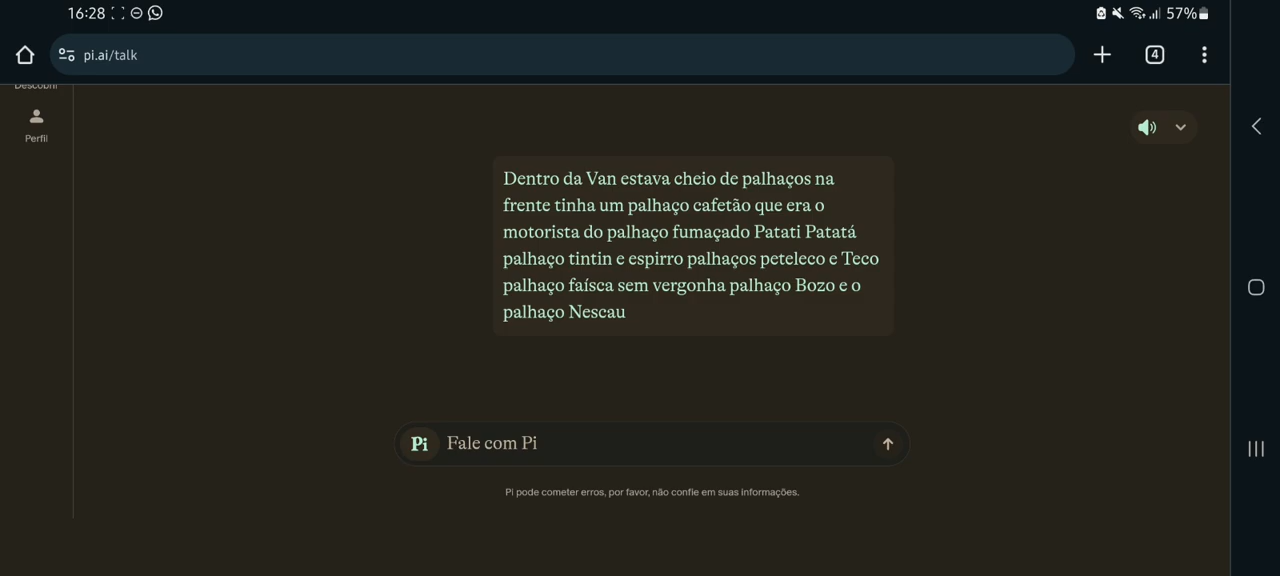 16:28
57%
pi.ai/talk
4
Descobrir
Perfil
Dentro da Van estava cheio de palhaços na
frente tinha um palhaço cafetão que era o
motorista do palhaço fumaçado Patati Patatá
palhaço tintin e espirro palhaços peteleco e Teco
palhaço faísca sem vergonha palhaço Bozo e o
palhaço Nescau
Pi Fale com Pi
Pi pode cometer erros, por favor, não confie em suas informações.